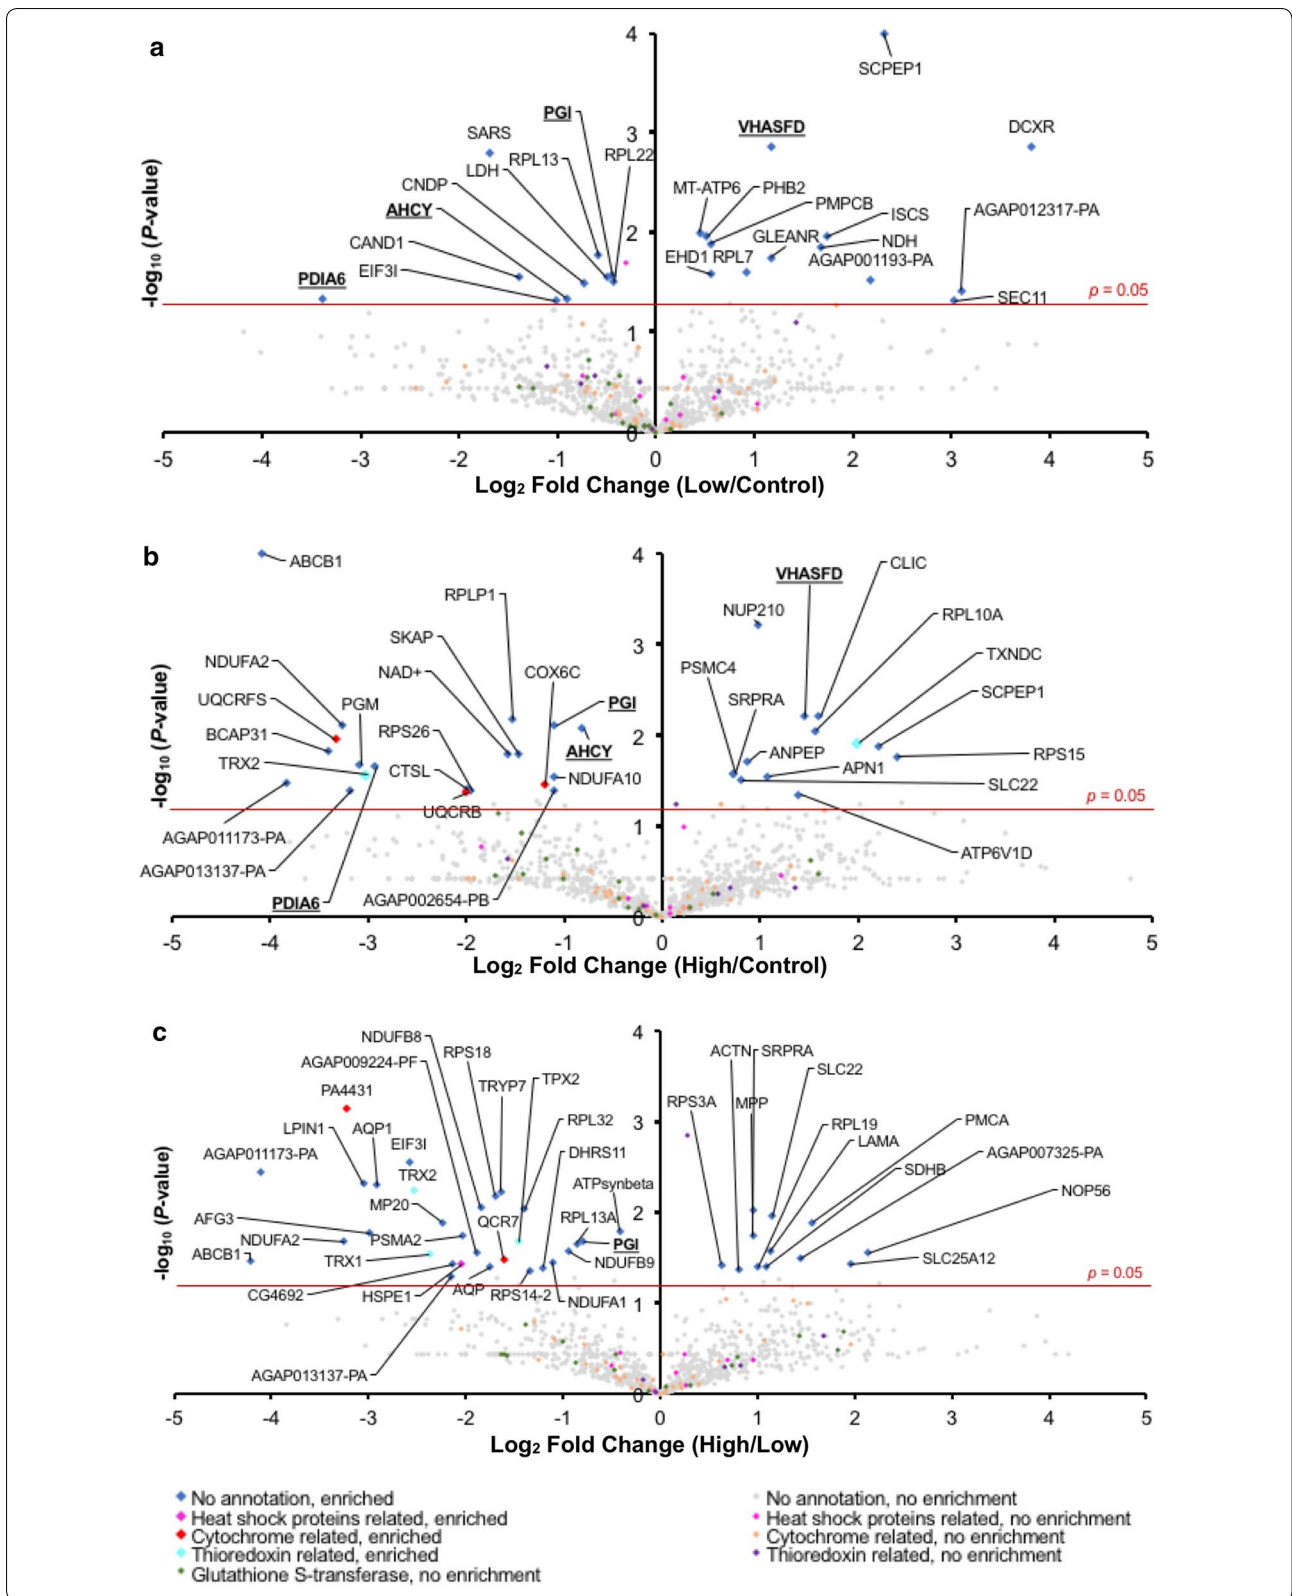 a
4
SCPEP1
PGI
3
VHASFD
DCXR
SARS
RPL13
RPL22
LDH
CNDP
MT-ATP6
PHB2
PMPCB
AHCY
ISCS
AGAP012317-PA
2
GLEANR
NDH
CAND1
EHD1 RPL7
AGAP001193-PA
EIF3I
PDIA6
p = 0.05
SEC11
1
0
-log10 (P-value)
-5 -4 -3 -2 -1 0 1 2 3 4 5
Log2 Fold Change (Low/Control)
b
4
ABCB1
CLIC
VHASFD
RPLP1
NUP210
RPL10A
SKAP
3
NDUFA2
NAD+
COX6C
PSMC4
TXNDC
UQCRFS
PGM
PGI
SRPRA
SCPEP1
BCAP31
RPS26
2
AHCY
ANPEP
RPS15
TRX2
CTSL
NDUFA10
APN1
SLC22
UQCRB
p = 0.05
AGAP011173-PA
1
ATP6V1D
AGAP013137-PA
PDIA6
AGAP002654-PB
0
-log10 (P-value)
-5 -4 -3 -2 -1 0 1 2 3 4 5
Log2 Fold Change (High/Control)
c
4
NDUFB8
RPS18
ACTN
SRPRA
AGAP009224-PF
SLC22
PA4431
TRYP7
TPX2
RPS3A
MPP
LPIN1
AQP1
RPL32
3
RPL19
PMCA
AGAP011173-PA
EIF3I
DHRS11
LAMA
AGAP007325-PA
TRX2
ATPsynbeta
SDHB
MP20
NOP56
AFG3
QCR7
RPL13A
2
NDUFA2
PSMA2
PGI
ABCB1
TRX1
NDUFB9
SLC25A12
p = 0.05
CG4692
HSPE1
AQP
RPS14-2
NDUFA1
1
AGAP013137-PA
0
-log10 (P-value)
-5 -4 -3 -2 -1 0 1 2 3 4 5
Log2 Fold Change (High/Low)
No annotation, enriched
Heat shock proteins related, enriched
Cytochrome related, enriched
Thioredoxin related, enriched
Glutathione S-transferase, no enrichment
No annotation, no enrichment
Heat shock proteins related, no enrichment
Cytochrome related, no enrichment
Thioredoxin related, no enrichment